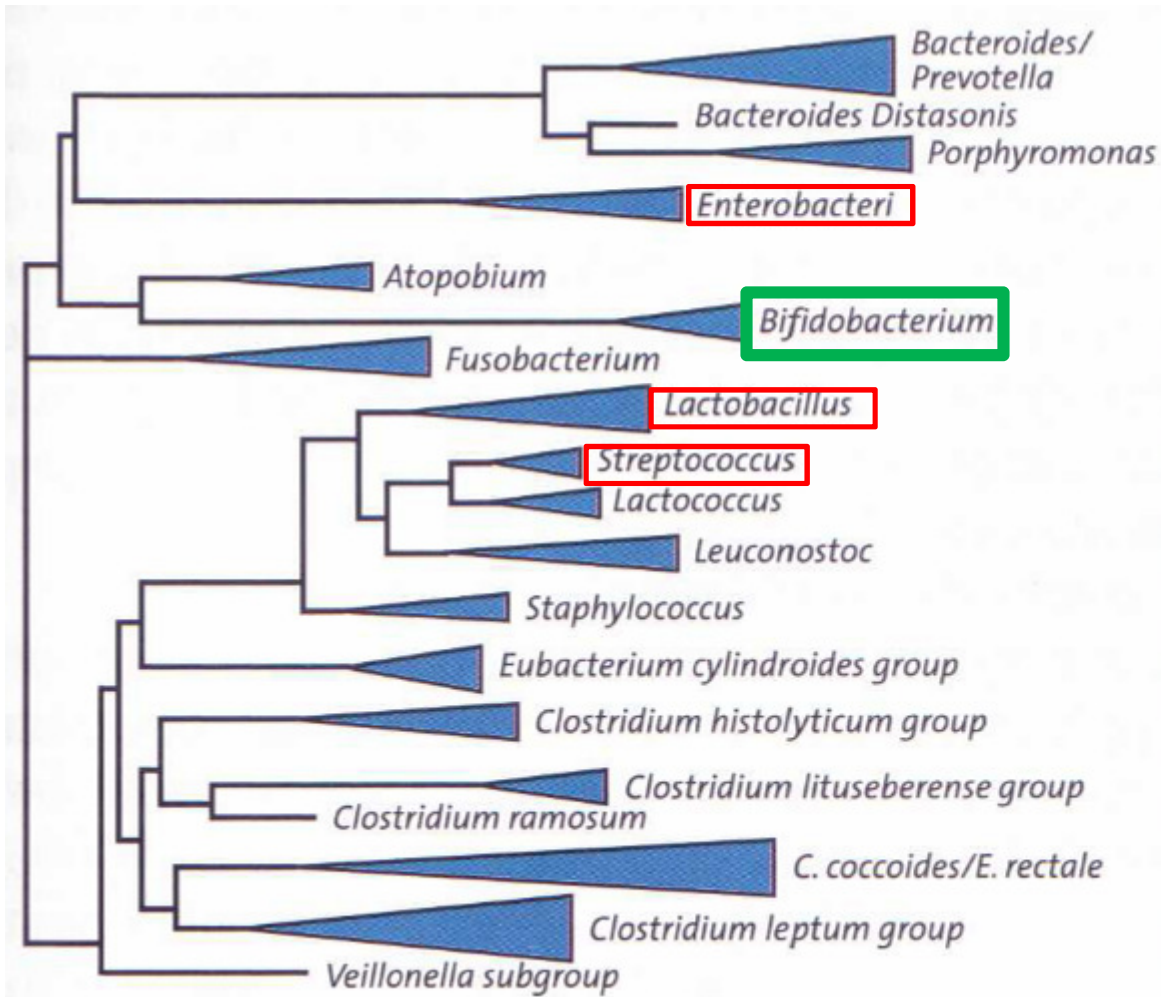 Bacteroides/
Prevotella
Bacteroides Distasonis
Porphyromonas
Enterobacteri
Atopobium
Bifidobacterium
Fusobacterium
Lactobacillus
Streptococcus
Lactococcus
Leuconostoc
Staphylococcus
Eubacterium cylindroides group
Clostridium histolyticum group
Clostridium lituseberense group
Clostridium ramosum
C. coccoides/E. rectale
Clostridium leptum group
Veillonella subgroup